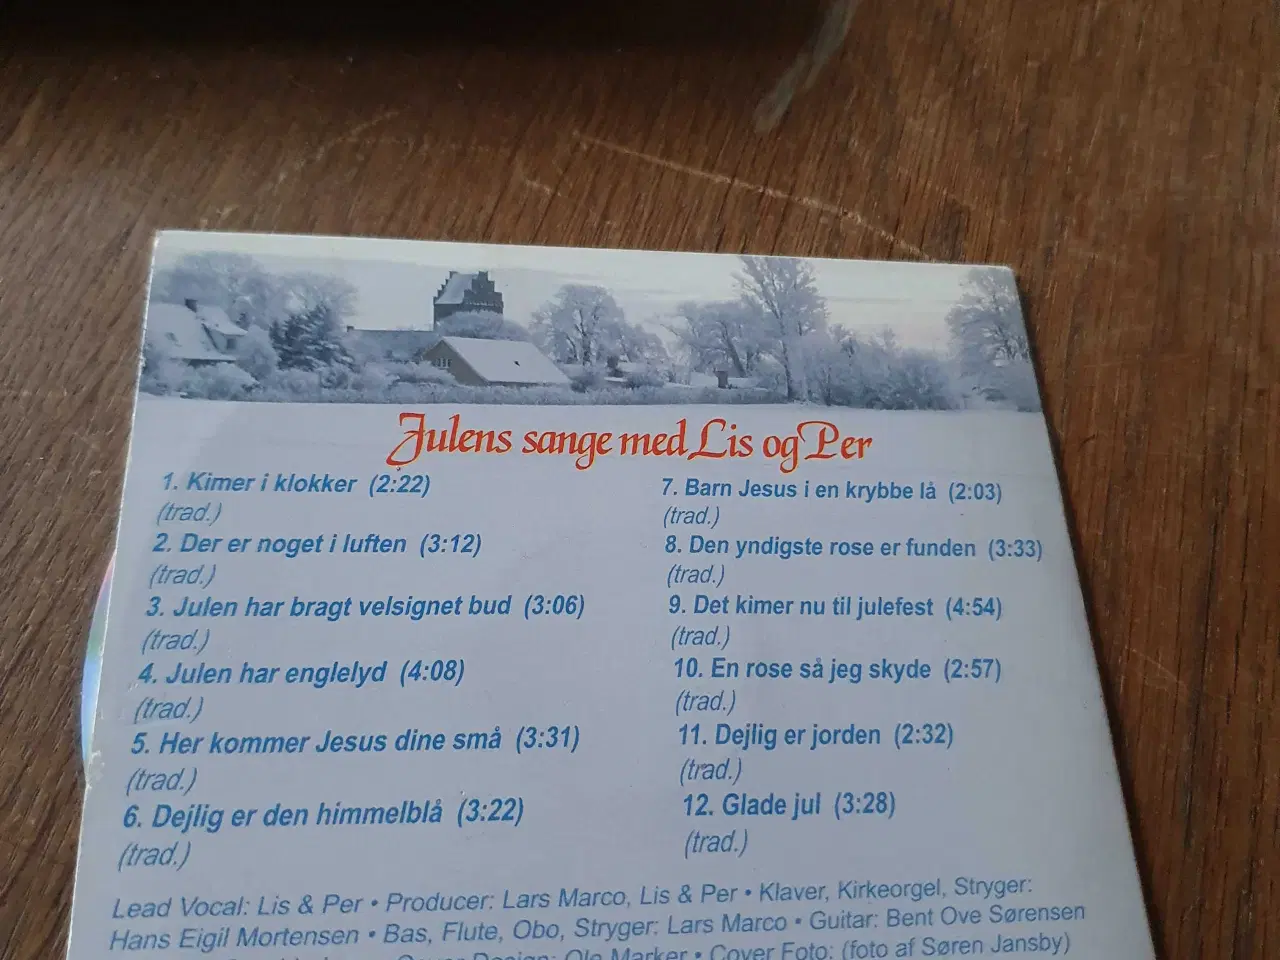 Julens sange med Lis og Per
1. Kimer i klokker (2:22)
(trad.)
2. Der er noget i luften (3:12)
(trad.)
3. Julen har bragt velsignet bud (3:06)
(trad.)
4. Julen har englelyd (4:08)
(trad.)
5. Her kommer Jesus dine små (3:31)
(trad.)
6. Dejlig er den himmelblå (3:22)
(trad.)
7. Barn Jesus i en krybbe lå (2:03)
(trad.)
8. Den yndigste rose er funden (3:33)
(trad.)
9. Det kimer nu til julefest (4:54)
(trad.)
10. En rose så jeg skyde (2:57)
(trad.)
11. Dejlig er jorden (2:32)
(trad.)
12. Glade jul (3:28)
(trad.)
Lead Vocal: Lis & Per • Producer: Lars Marco, Lis & Per • Klaver, Kirkeorgel, Stryger:
Hans Eigil Mortensen • Bas, Flute, Obo, Stryger: Lars Marco • Guitar: Bent Ove Sørensen
Design: Ole Marker • Cover Foto: (foto af Søren Jansby)